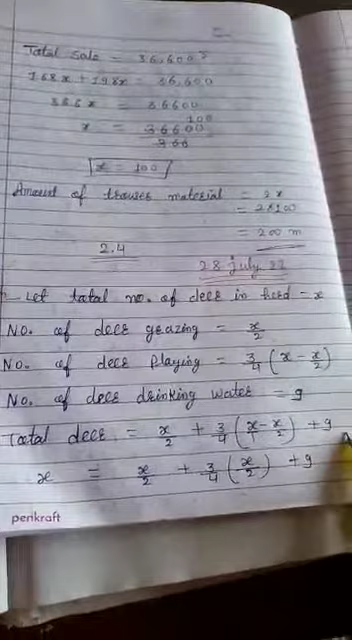 Total sale = 36,600
168x + 198x = 36,600
366x = 36600
x = 36600/366 100
x = 100
Amount of trouser material = 2x
= 2×100
= 200 m
2.4
28 july 22
Let total no. of deer in herd = x
No. of deer grazing = x/2
No. of deer Playing = 3/4 (x - x/2)
No. of deer drinking water = 9
Total deer = x/2 + 3/4 (x/1 - x/2) + 9
x = x/2 + 3/4 (x/2) + 9
penkraft